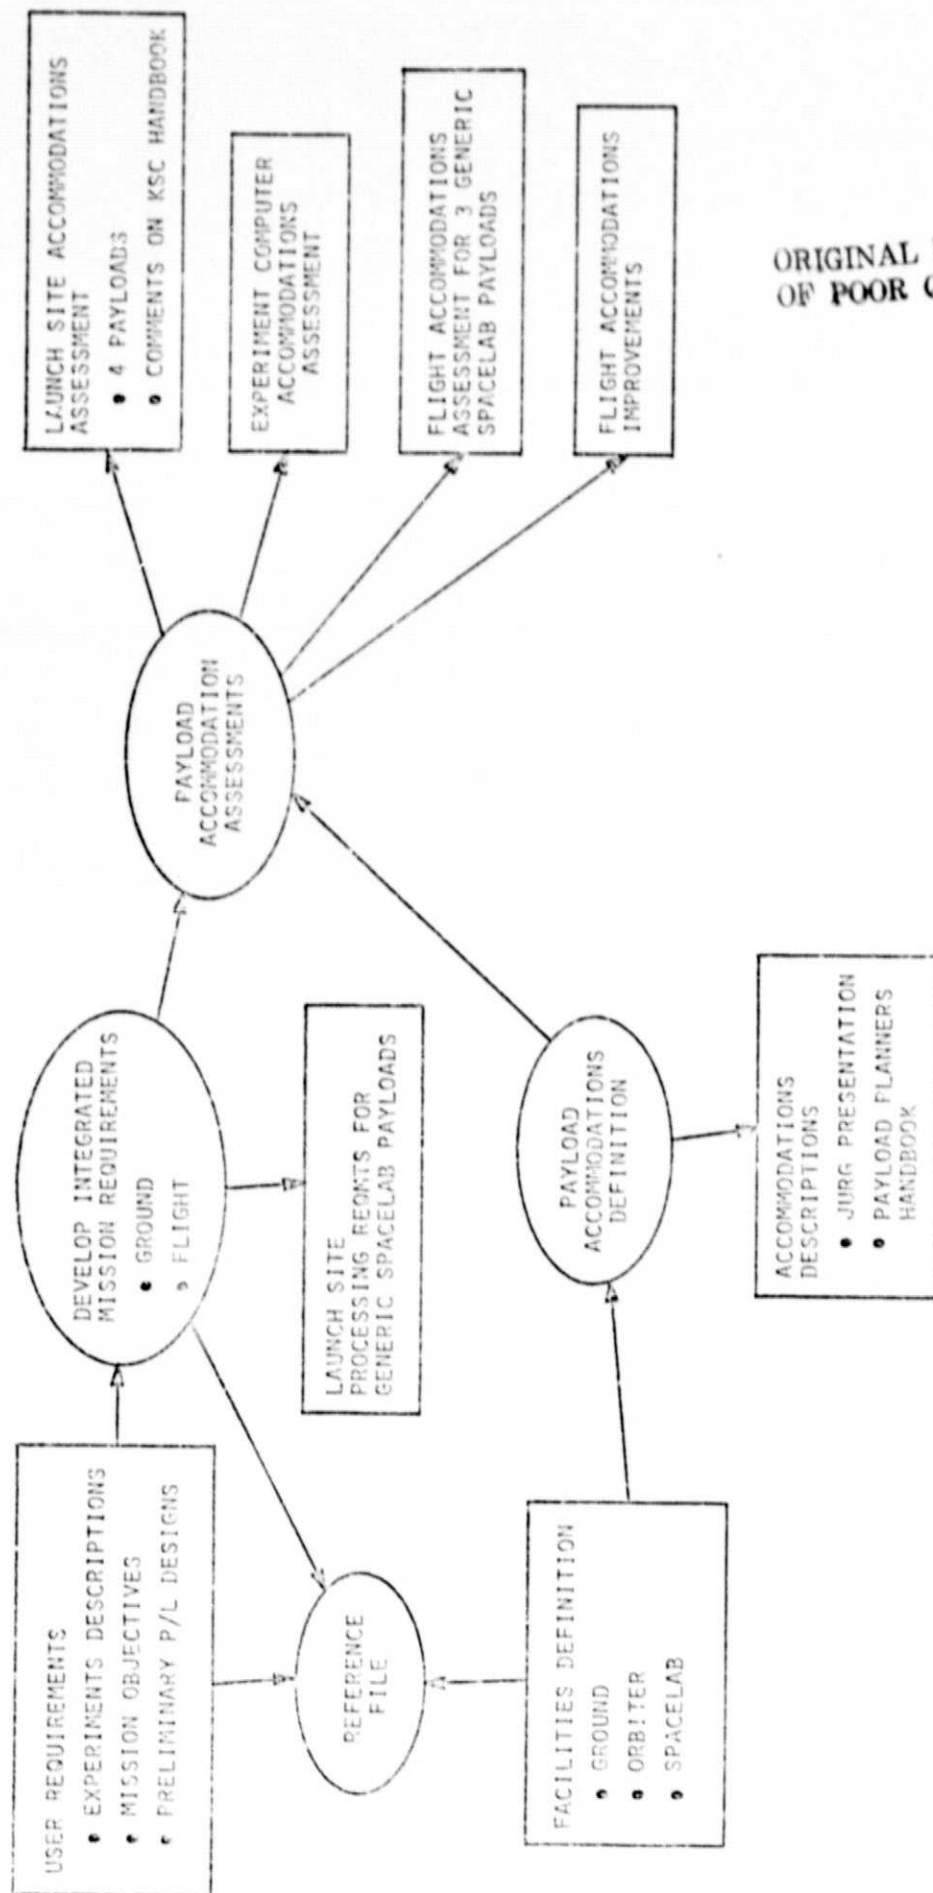 USER REQUIREMENTS
• EXPERIMENTS DESCRIPTIONS
• MISSION OBJECTIVES
• PRELIMINARY P/L DESIGNS
DEVELOP INTEGRATED
MISSION REQUIREMENTS
• GROUND
• FLIGHT
REFERENCE
FILE
LAUNCH SITE
PROCESSING REQMTS FOR
GENERIC SPACELAB PAYLOADS
FACILITIES DEFINITION
• GROUND
• ORBITER
• SPACELAB
PAYLOAD
ACCOMMODATIONS
DEFINITION
ACCOMMODATIONS
DESCRIPTIONS
• JURG PRESENTATION
• PAYLOAD PLANNERS
HANDBOOK
PAYLOAD
ACCOMMODATION
ASSESSMENTS
LAUNCH SITE ACCOMMODATIONS
ASSESSMENT
• 4 PAYLOADS
• COMMENTS ON KSC HANDBOOK
EXPERIMENT COMPUTER
ACCOMMODATIONS
ASSESSMENT
FLIGHT ACCOMMODATIONS
ASSESSMENT FOR 3 GENERIC
SPACELAB PAYLOADS
FLIGHT ACCOMMODATIONS
IMPROVEMENTS
ORIGINAL
OF POOR